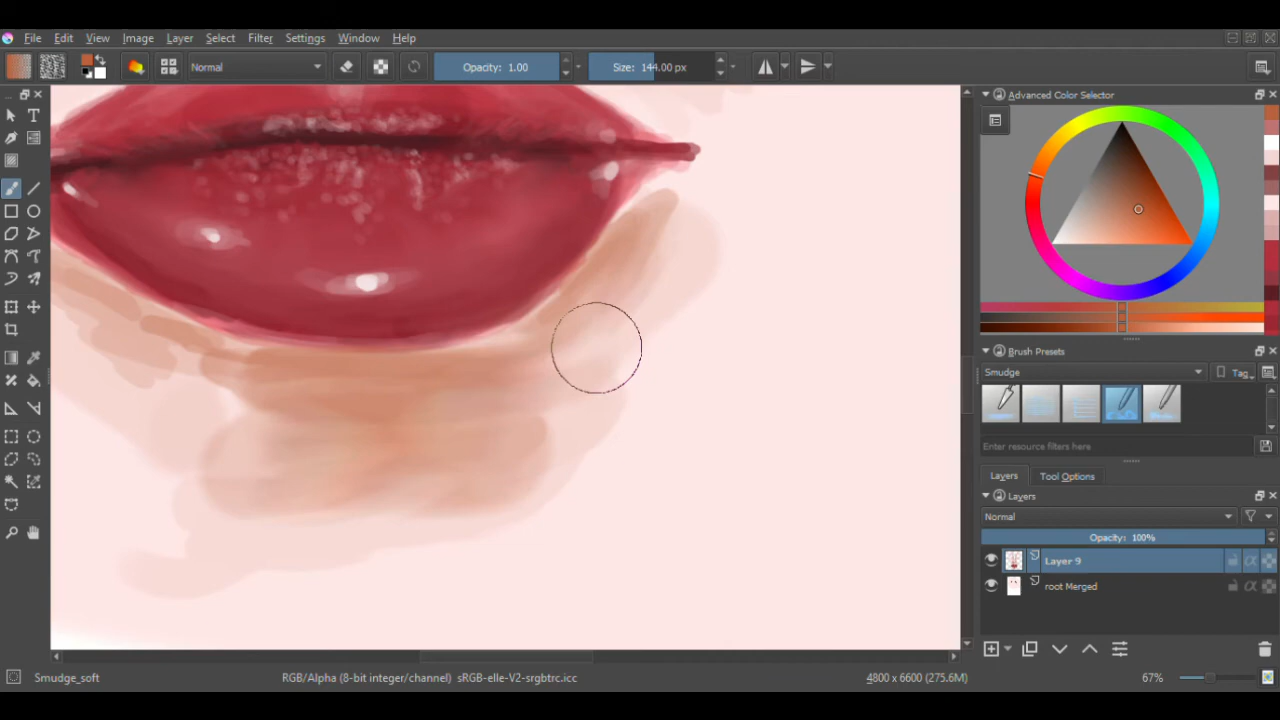 File Edit View Image Layer Select Filter Settings Window Help
Normal
Opacity: 1.00
Size: 144.00 px
Advanced Color Selector
Brush Presets
Smudge
Tag
Enter resource filters here
Layers
Tool Options
Layers
Normal
Opacity: 100%
Layer 9
root Merged
Smudge_soft
RGB/Alpha (8-bit integer/channel) sRGB-elle-V2-srgbtrc.icc
4800 x 6600 (275.6M)
67%